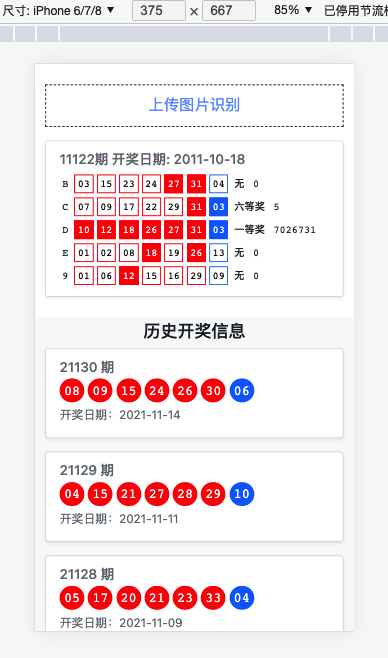 尺寸: iPhone 6/7/8 ▼ 375 × 667 85% ▼ 已停用节流
上传图片识别
11122期 开奖日期: 2011-10-18
B 03 15 23 24 27 31 04 无 0
C 07 09 17 22 29 31 03 六等奖 5
D 10 12 18 26 27 31 03 一等奖 7026731
E 01 02 08 18 19 26 13 无 0
9 01 06 12 15 16 29 09 无 0
历史开奖信息
21130 期
08 09 15 24 26 30 06
开奖日期：2021-11-14
21129 期
04 15 21 27 28 29 10
开奖日期：2021-11-11
21128 期
05 17 20 21 23 33 04
开奖日期：2021-11-09